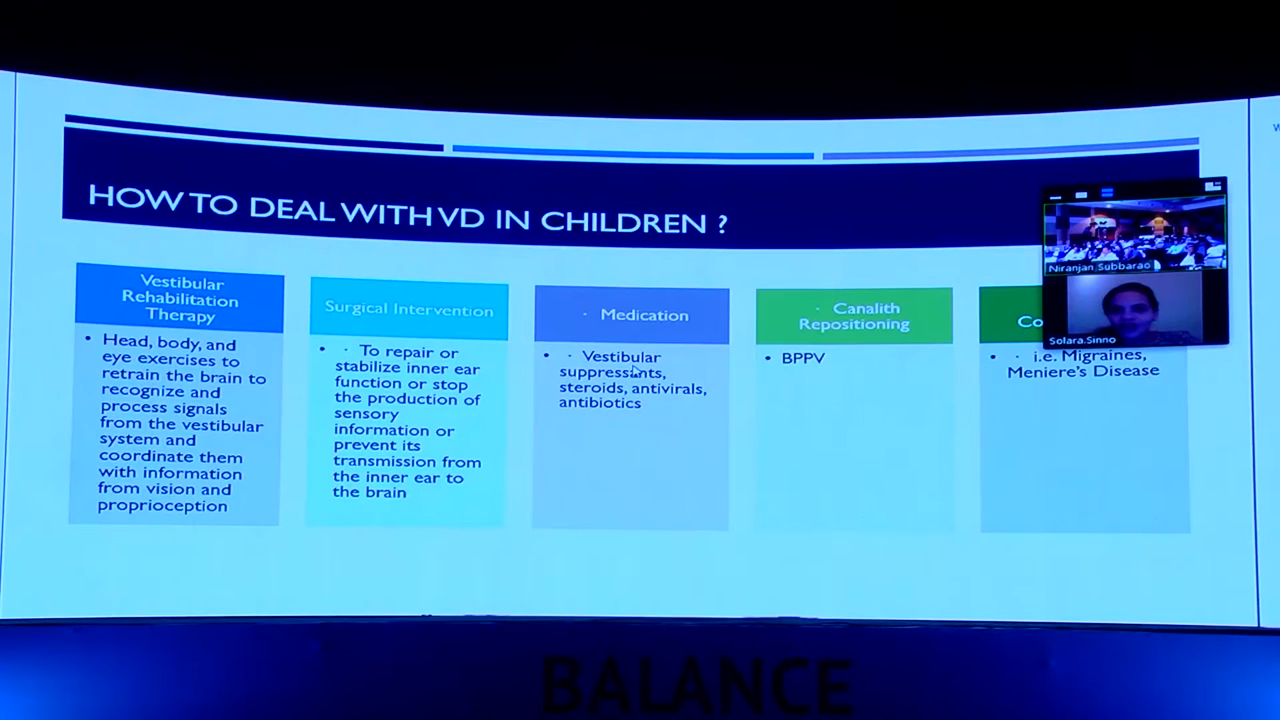 HOW TO DEAL WITH VD IN CHILDREN ?
Vestibular
Rehabilitation
Therapy
• Head, body, and
eye exercises to
retrain the brain to
recognize and
process signals
from the vestibular
system and
coordinate them
with information
from vision and
proprioception
Surgical Intervention
• · To repair or
stabilize inner ear
function or stop
the production of
sensory
information or
prevent its
transmission from
the inner ear to
the brain
· Medication
• · Vestibular
suppressants,
steroids, antivirals,
antibiotics
· Canalith
Repositioning
• BPPV
Co
• · i.e. Migraines,
Meniere's Disease
Niranjan Subbarao
Solara.Sinno
BALANCE